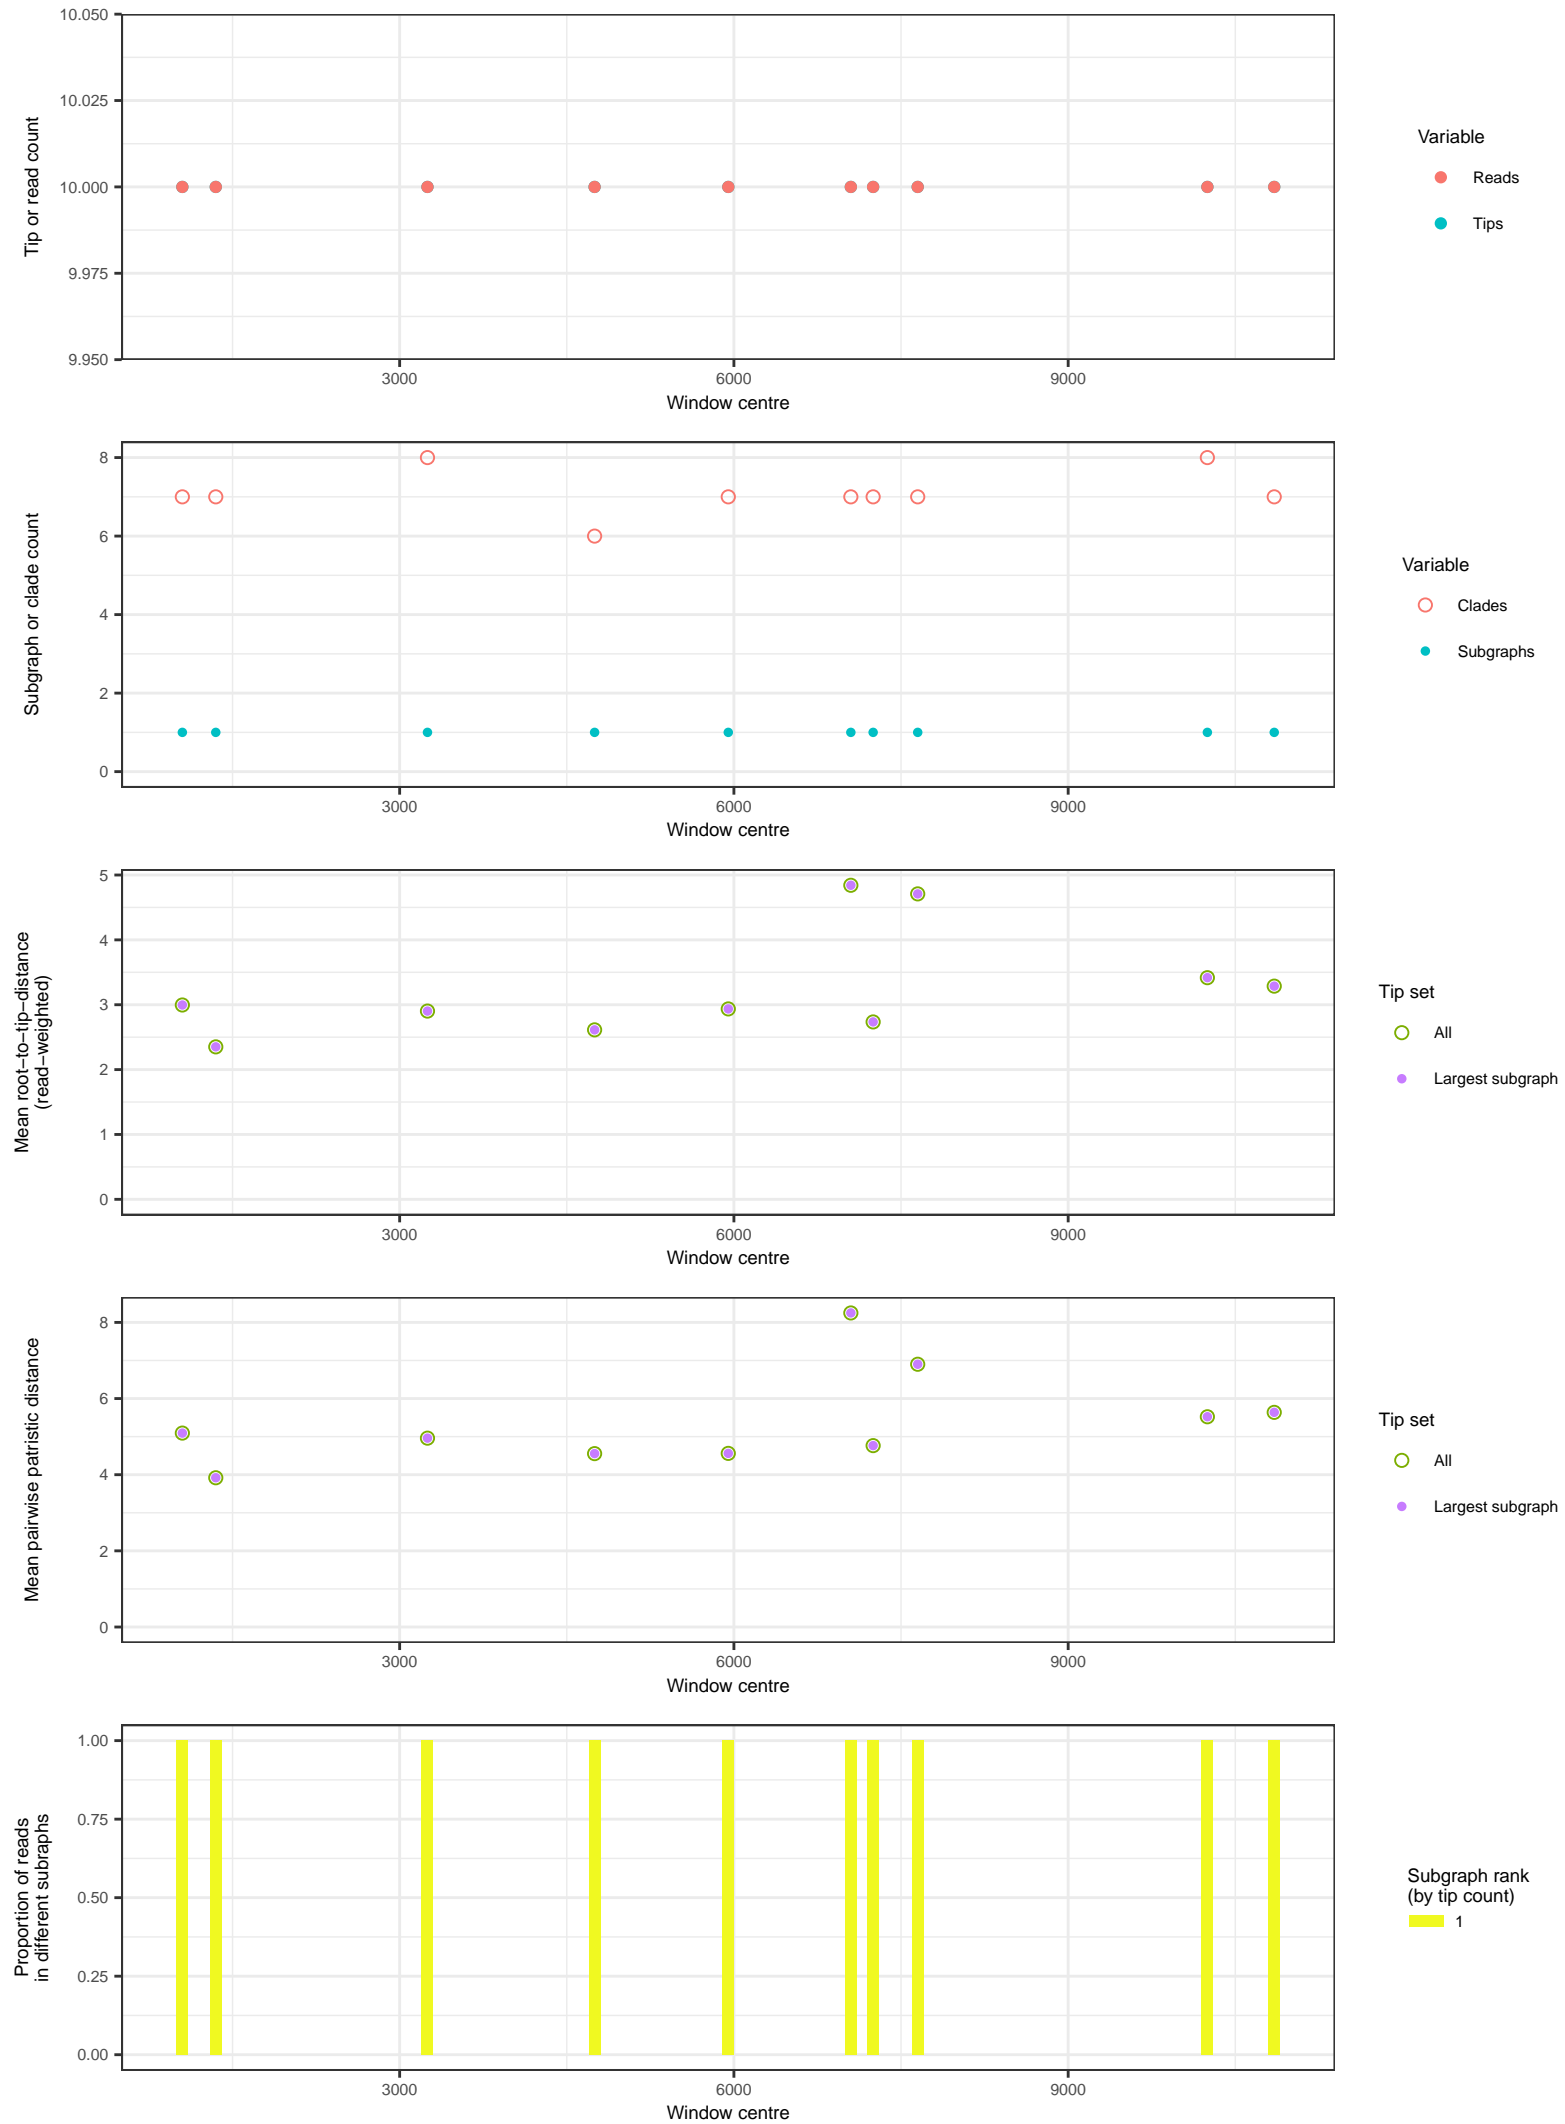 10.050
10.025
10.000
9.975
9.950
Tip or read count
3000
6000
9000
Window centre
Variable
Reads
Tips
8
6
4
2
0
Subgraph or clade count
3000
6000
9000
Window centre
Variable
Clades
Subgraphs
5
4
3
2
1
0
Mean root−to−tip−distance
(read−weighted)
3000
6000
9000
Window centre
Tip set
All
Largest subgraph
8
6
4
2
0
Mean pairwise patristic distance
3000
6000
9000
Window centre
Tip set
All
Largest subgraph
1.00
0.75
0.50
0.25
0.00
Proportion of reads
in different subraphs
3000
6000
9000
Window centre
Subgraph rank
(by tip count)
1